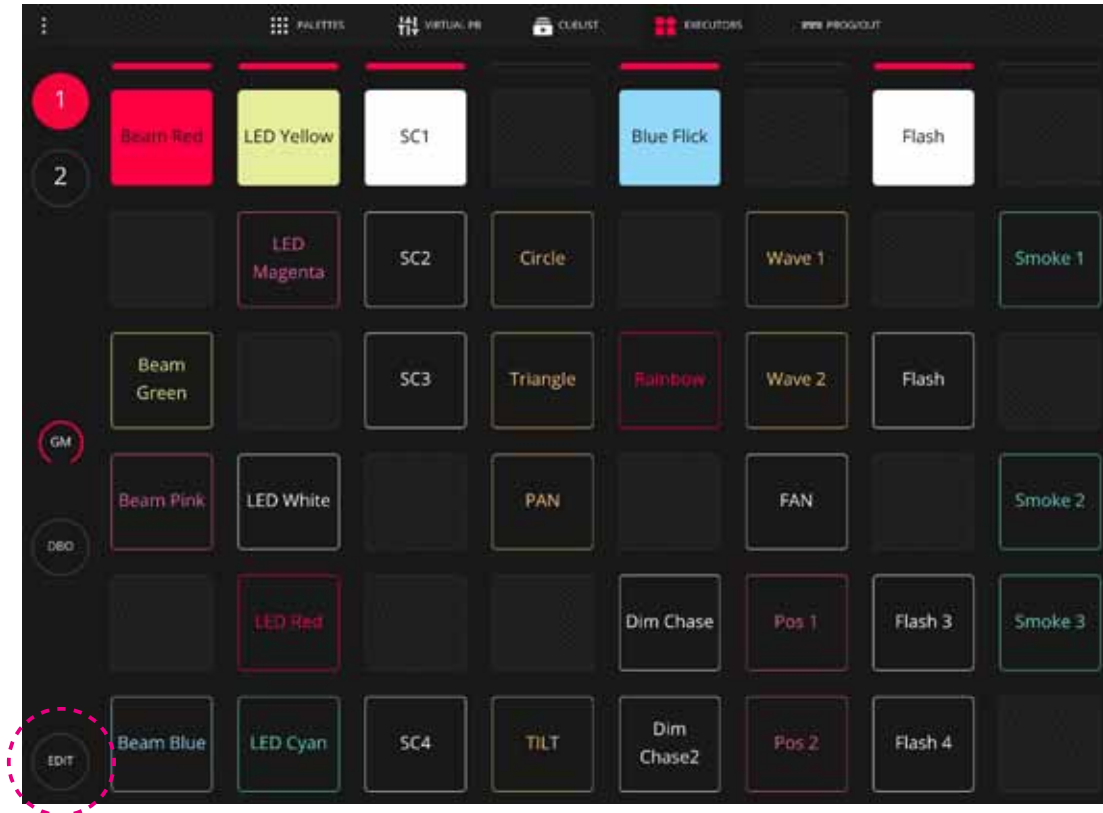 PALETTES VIRTUAL PB CUELIST EXECUTORS PROG/OUT
1
2
Beam Red LED Yellow SC1 Blue Flick Flash
LED
Magenta
SC2 Circle Wave 1 Smoke 1
Beam
Green
SC3 Triangle Rainbow Wave 2 Flash
GM
Beam Pink LED White PAN FAN Smoke 2
DBO
LED Red Dim Chase Pos 1 Flash 3 Smoke 3
EDIT
Beam Blue LED Cyan SC4 TILT
Dim
Chase2
Pos 2 Flash 4